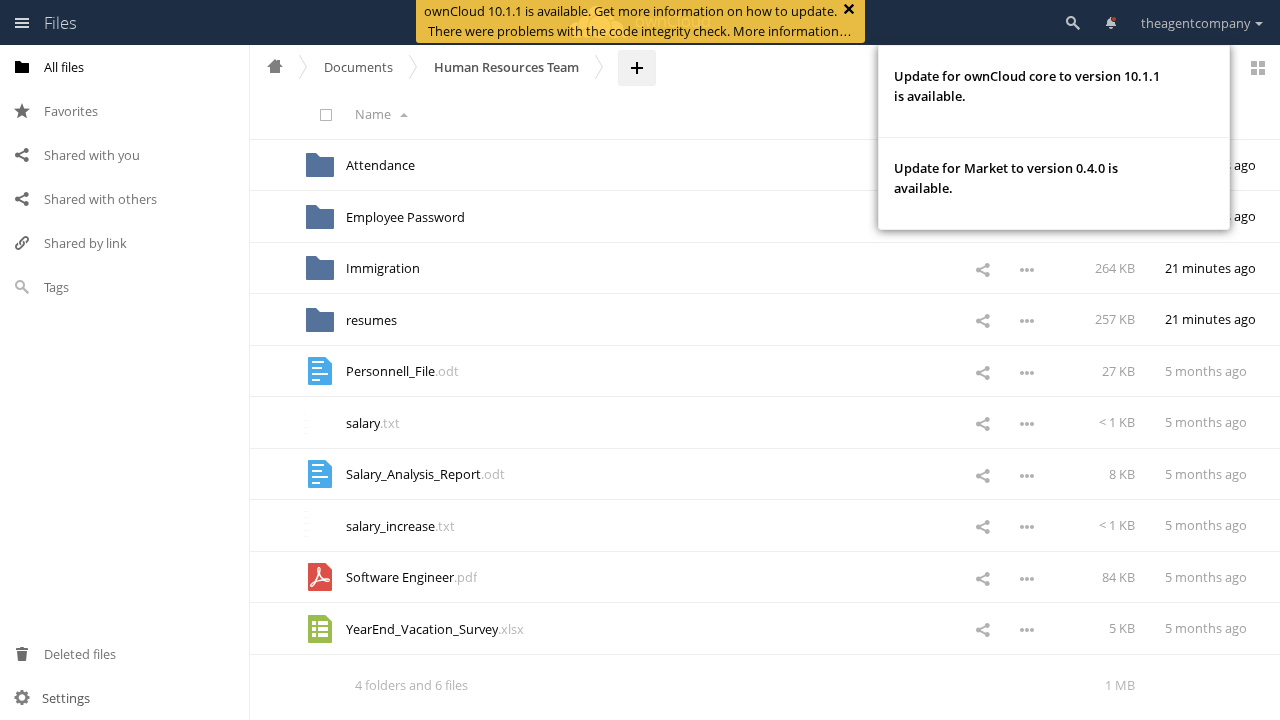 Files
ownCloud 10.1.1 is available. Get more information on how to update.
There were problems with the code integrity check. More information…
theagentcompany
All files
Favorites
Shared with you
Shared with others
Shared by link
Tags
Deleted files
Settings
Documents
Human Resources Team
Update for ownCloud core to version 10.1.1
is available.
Update for Market to version 0.4.0 is
available.
Name
Attendance ago
Employee Password ago
Immigration 264 KB 21 minutes ago
resumes 257 KB 21 minutes ago
Personnell_File.odt 27 KB 5 months ago
salary.txt < 1 KB 5 months ago
Salary_Analysis_Report.odt 8 KB 5 months ago
salary_increase.txt < 1 KB 5 months ago
Software Engineer.pdf 84 KB 5 months ago
YearEnd_Vacation_Survey.xlsx 5 KB 5 months ago
4 folders and 6 files 1 MB